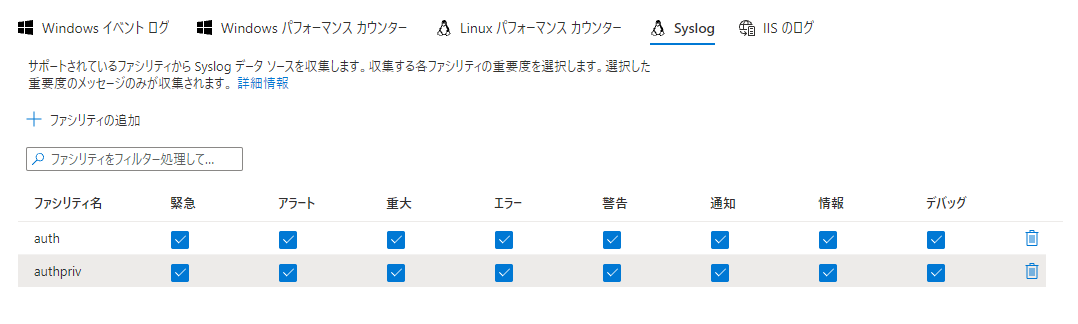 Windows イベント ログ Windows パフォーマンス カウンター Linux パフォーマンス カウンター Syslog IIS のログ
サポートされているファシリティから Syslog データ ソースを収集します。収集する各ファシリティの重要度を選択します。選択した
重要度のメッセージのみが収集されます。 詳細情報
ファシリティの追加
ファシリティをフィルター処理して...
ファシリティ名 緊急 アラート 重大 エラー 警告 通知 情報 デバッグ
auth
authpriv